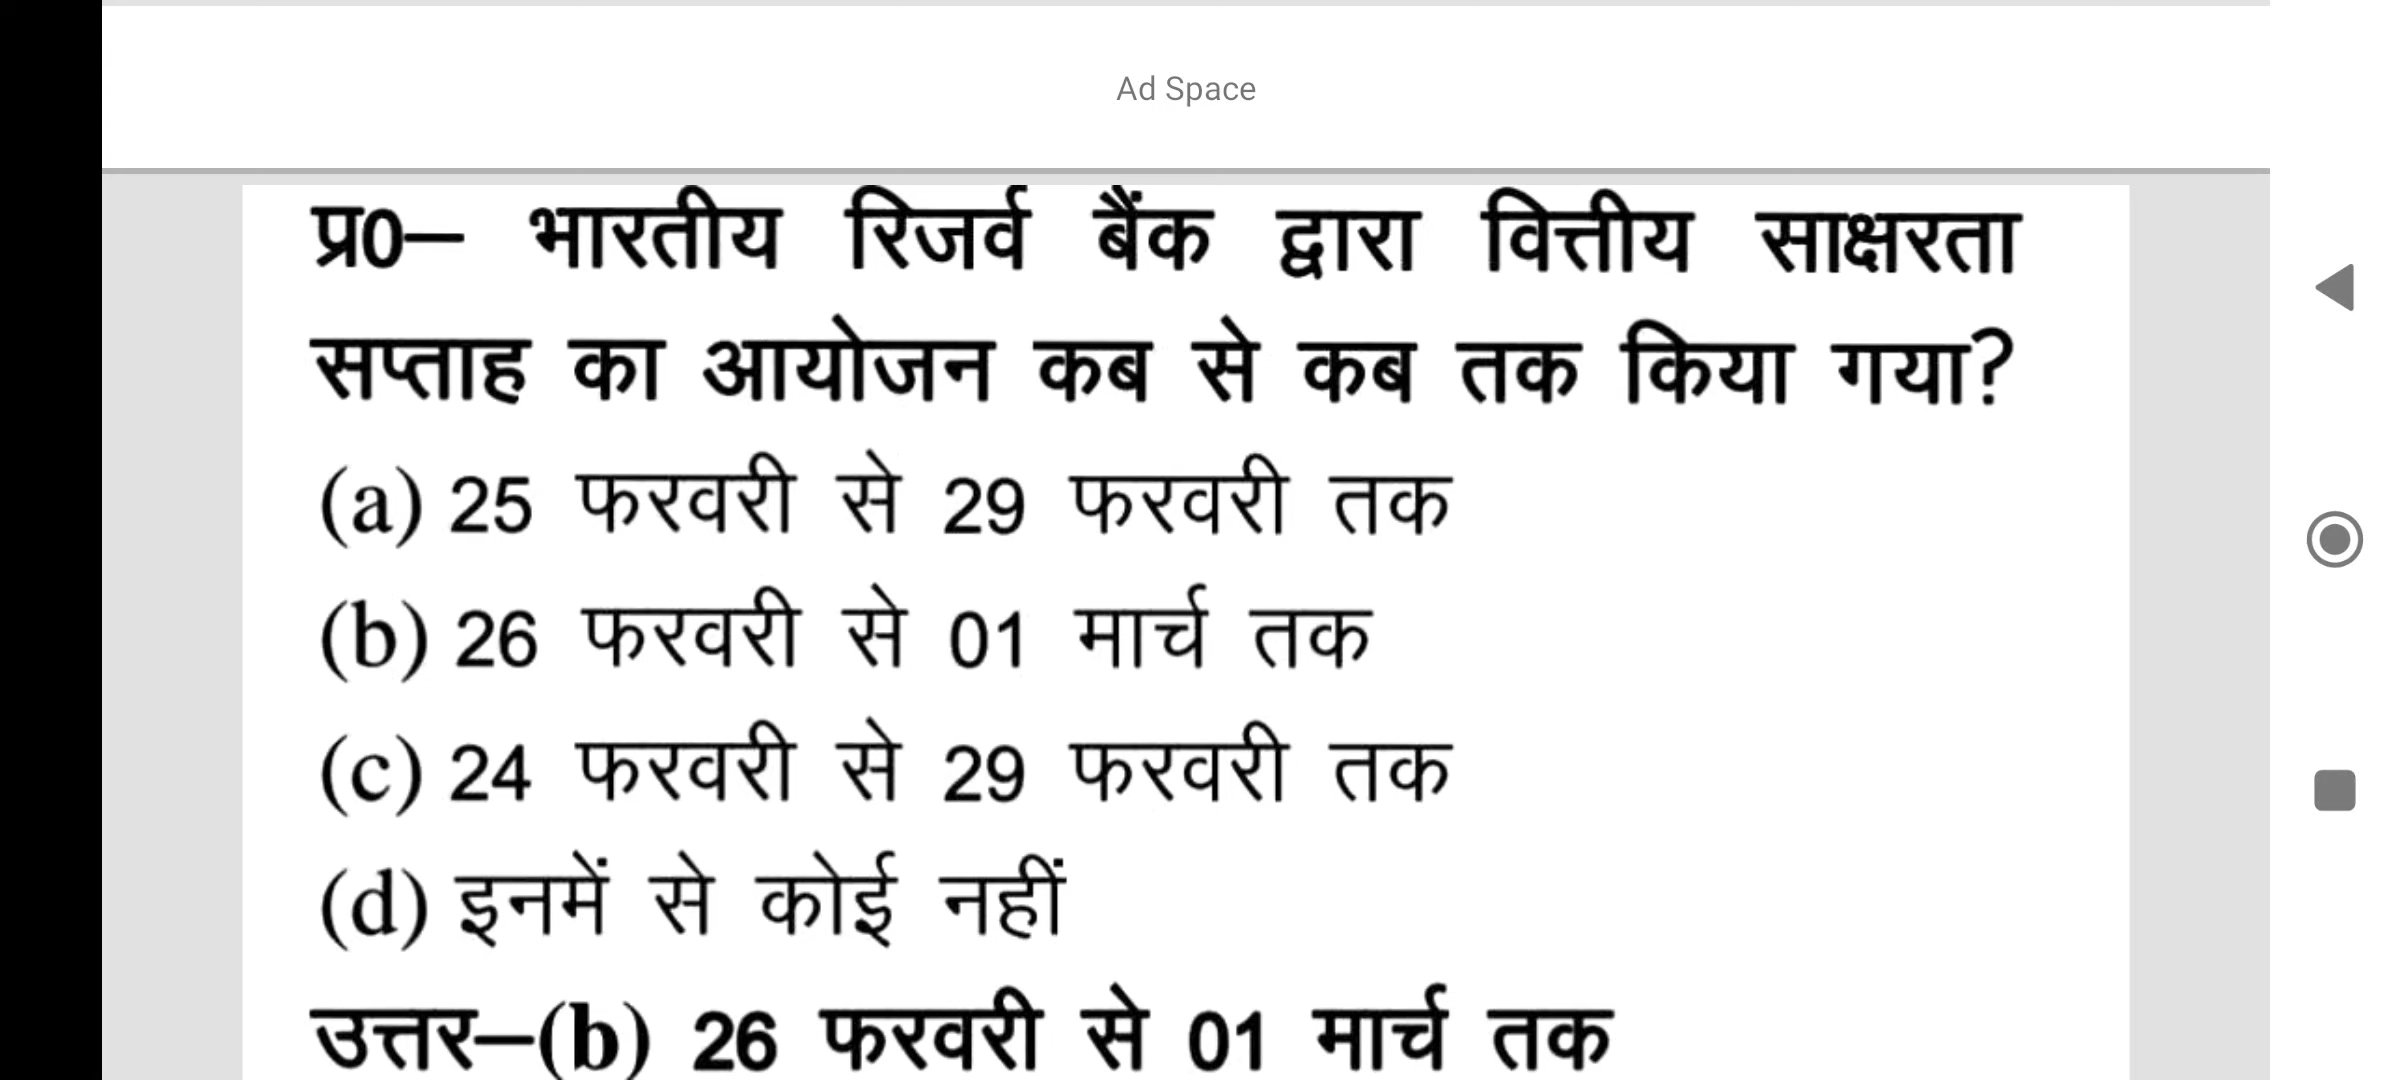 Ad Space
प्र0– भारतीय रिजर्व बैंक द्वारा वित्तीय साक्षरता
सप्ताह का आयोजन कब से कब तक किया गया?
(a) 25 फरवरी से 29 फरवरी तक
(b) 26 फरवरी से 01 मार्च तक
(c) 24 फरवरी से 29 फरवरी तक
(d) इनमें से कोई नहीं
उत्तर–(b) 26 फरवरी से 01 मार्च तक